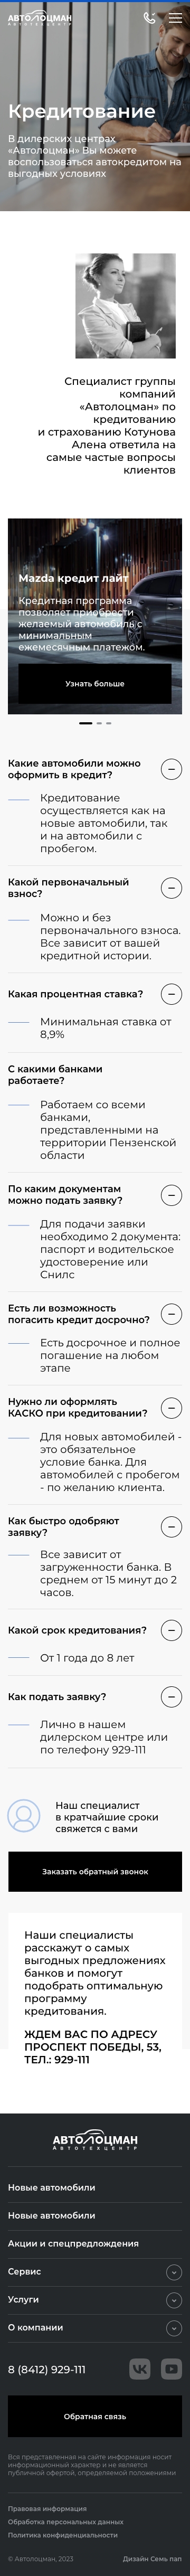 АВТОЛОЦМАН
АВТОТЕХЦЕНТР
Кредитование
В дилерских центрах
«Автолоцман» Вы можете
воспользоваться автокредитом на
выгодных условиях
Специалист группы
компаний
«Автолоцман» по
кредитованию
и страхованию Котунова
Алена ответила на
самые частые вопросы
клиентов
Mazda кредит лайт
Кредитная программа
позволяет приобрести
желаемый автомобиль с
минимальным
ежемесячным платежом.
Узнать больше
Какие автомобили можно
оформить в кредит?
Кредитование
осуществляется как на
новые автомобили, так
и на автомобили с
пробегом.
Какой первоначальный
взнос?
Можно и без
первоначального взноса.
Все зависит от вашей
кредитной истории.
Какая процентная ставка?
Минимальная ставка от
8,9%
С какими банками
работаете?
Работаем со всеми
банками,
представленными на
территории Пензенской
области
По каким документам
можно подать заявку?
Для подачи заявки
необходимо 2 документа:
паспорт и водительское
удостоверение или
Снилс
Есть ли возможность
погасить кредит досрочно?
Есть досрочное и полное
погашение на любом
этапе
Нужно ли оформлять
КАСКО при кредитовании?
Для новых автомобилей -
это обязательное
условие банка. Для
автомобилей с пробегом
- по желанию клиента.
Как быстро одобряют
заявку?
Все зависит от
загруженности банка. В
среднем от 15 минут до 2
часов.
Какой срок кредитования?
От 1 года до 8 лет
Как подать заявку?
Лично в нашем
дилерском центре или
по телефону 929-111
Наш специалист
в кратчайшие сроки
свяжется с вами
Заказать обратный звонок
Наши специалисты
расскажут о самых
выгодных предложениях
банков и помогут
подобрать оптимальную
программу
кредитования.
ЖДЕМ ВАС ПО АДРЕСУ
ПРОСПЕКТ ПОБЕДЫ, 53,
ТЕЛ.: 929-111
АВТОЛОЦМАН
АВТОТЕХЦЕНТР
Новые автомобили
Новые автомобили
Акции и спецпредложения
Сервис
Услуги
О компании
8 (8412) 929-111
Обратная связь
Вся представленная на сайте информация носит
информационный характер и не является
публичной офертой, определяемой положениями
Правовая информация
Обработка персональных данных
Политика конфиденциальности
© Автолоцман, 2023
Дизайн Семь пап